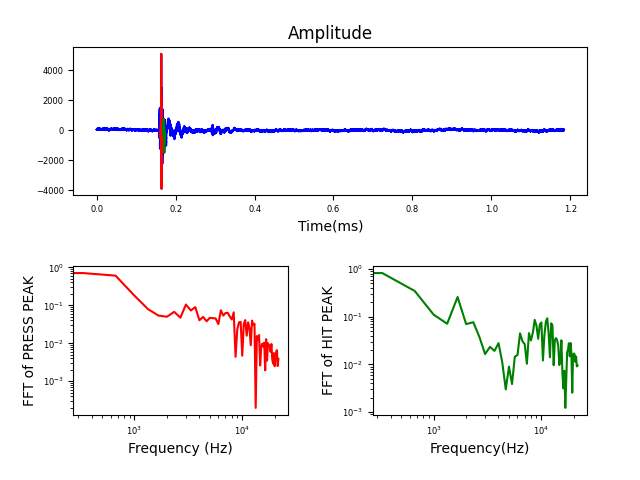 Amplitude
4000
2000
0
−2000
−4000
0.0 0.2 0.4 0.6 0.8 1.0 1.2
Time(ms)
FFT of PRESS PEAK
10⁰
10⁻¹
10⁻²
10⁻³
10³ 10⁴
Frequency (Hz)
FFT of HIT PEAK
10⁰
10⁻¹
10⁻²
10⁻³
10³ 10⁴
Frequency(Hz)